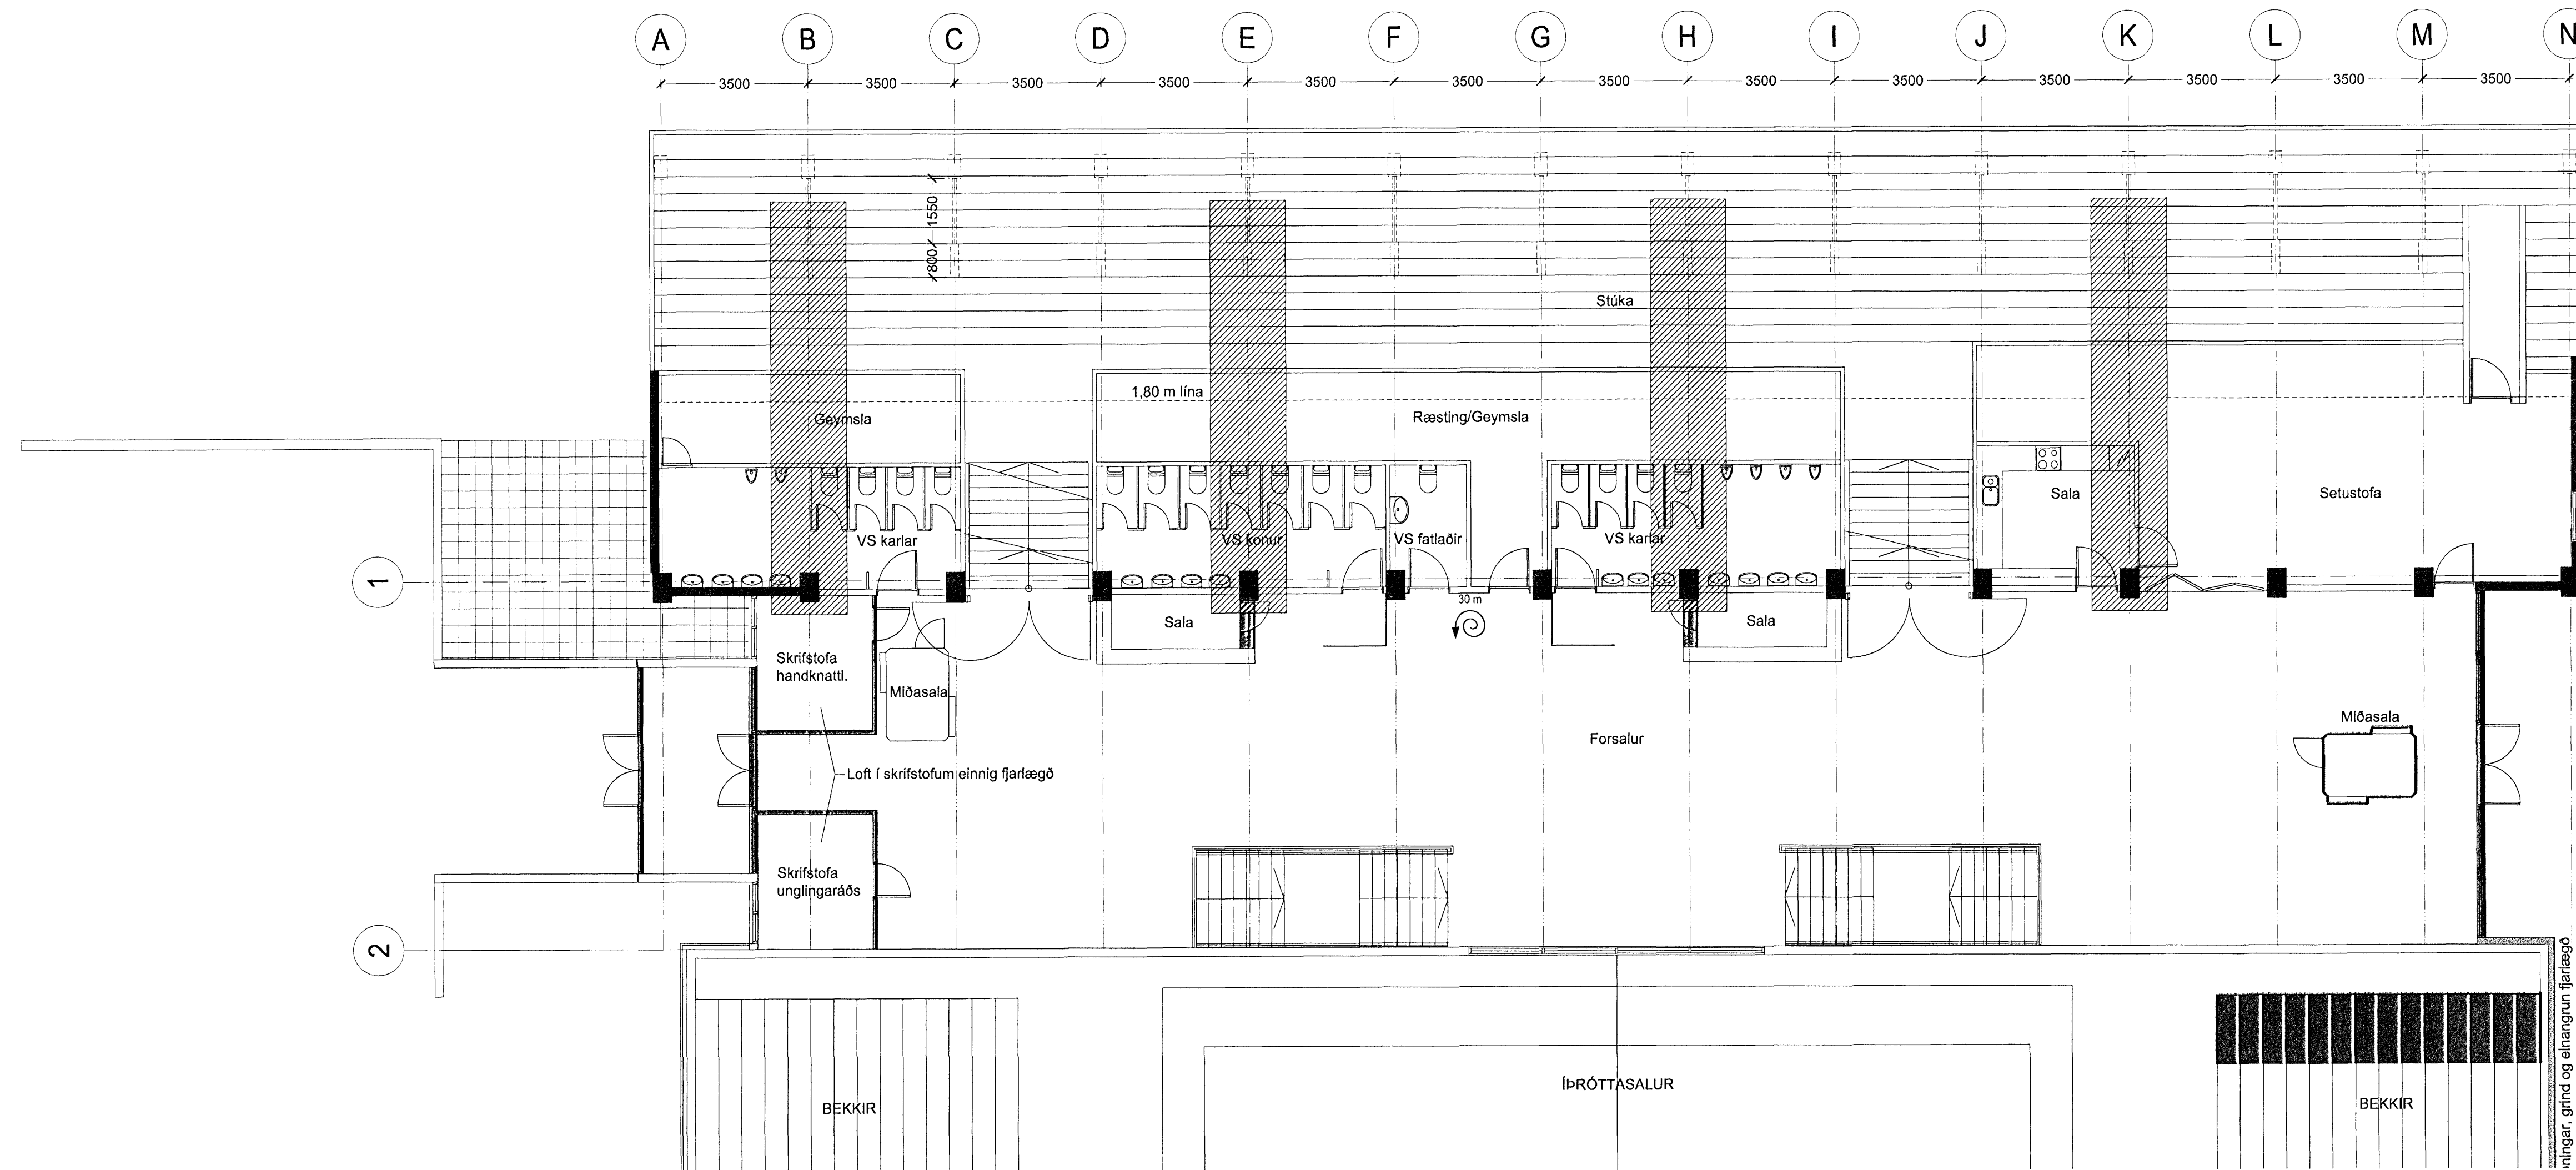 A B C D E F G H I J K L M N
3500 3500 3500 3500 3500 3500 3500 3500 3500 3500 3500 3500 3500
1550
800
Stúka
1,80 m lína
Geymsla
Ræsting/Geymsla
Sala
Setustofa
VS karlar
VS konur
VS fatlaðir
VS karlar
1
30 m
Sala
Sala
Skrifstofa
handknattl.
Miðasala
Miðasala
Forsalur
Loft í skrifstofum einnig fjarlægð
Skrifstofa
unglingaráðs
2
ÍÞRÓTTASALUR
BEKKIR
BEKKIR
grind og einangrun fjarlægð